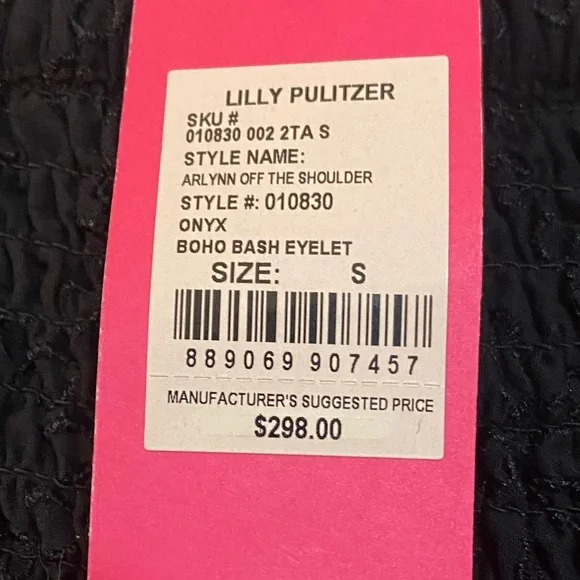 LILLY PULITZER
SKU #
010830 002 2TA S
STYLE NAME:
ARLYNN OFF THE SHOULDER
STYLE #: 010830
ONYX
BOHO BASH EYELET
SIZE: S
889069 907457
MANUFACTURER'S SUGGESTED PRICE
$298.00